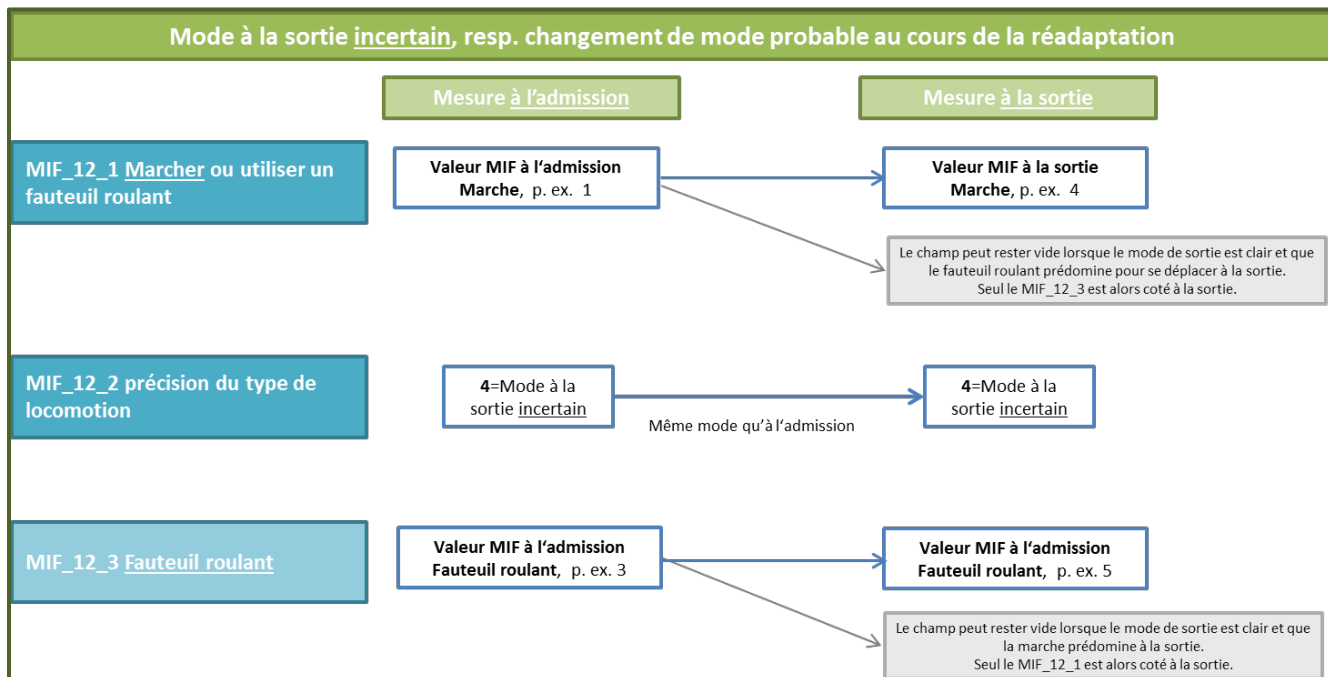 Mode à la sortie incertain, resp. changement de mode probable au cours de la réadaptation
Mesure à l'admission
Mesure à la sortie
MIF_12_1 Marcher ou utiliser un
fauteuil roulant
Valeur MIF à l'admission
Marche, p. ex. 1
Valeur MIF à la sortie
Marche, p. ex. 4
Le champ peut rester vide lorsque le mode de sortie est clair et que
le fauteuil roulant prédomine pour se déplacer à la sortie.
Seul le MIF_12_3 est alors coté à la sortie.
MIF_12_2 précision du type de
locomotion
4=Mode à la
sortie incertain
Même mode qu'à l'admission
4=Mode à la
sortie incertain
MIF_12_3 Fauteuil roulant
Valeur MIF à l'admission
Fauteuil roulant, p. ex. 3
Valeur MIF à l'admission
Fauteuil roulant, p. ex. 5
Le champ peut rester vide lorsque le mode de sortie est clair et que
la marche prédomine à la sortie.
Seul le MIF_12_1 est alors coté à la sortie.